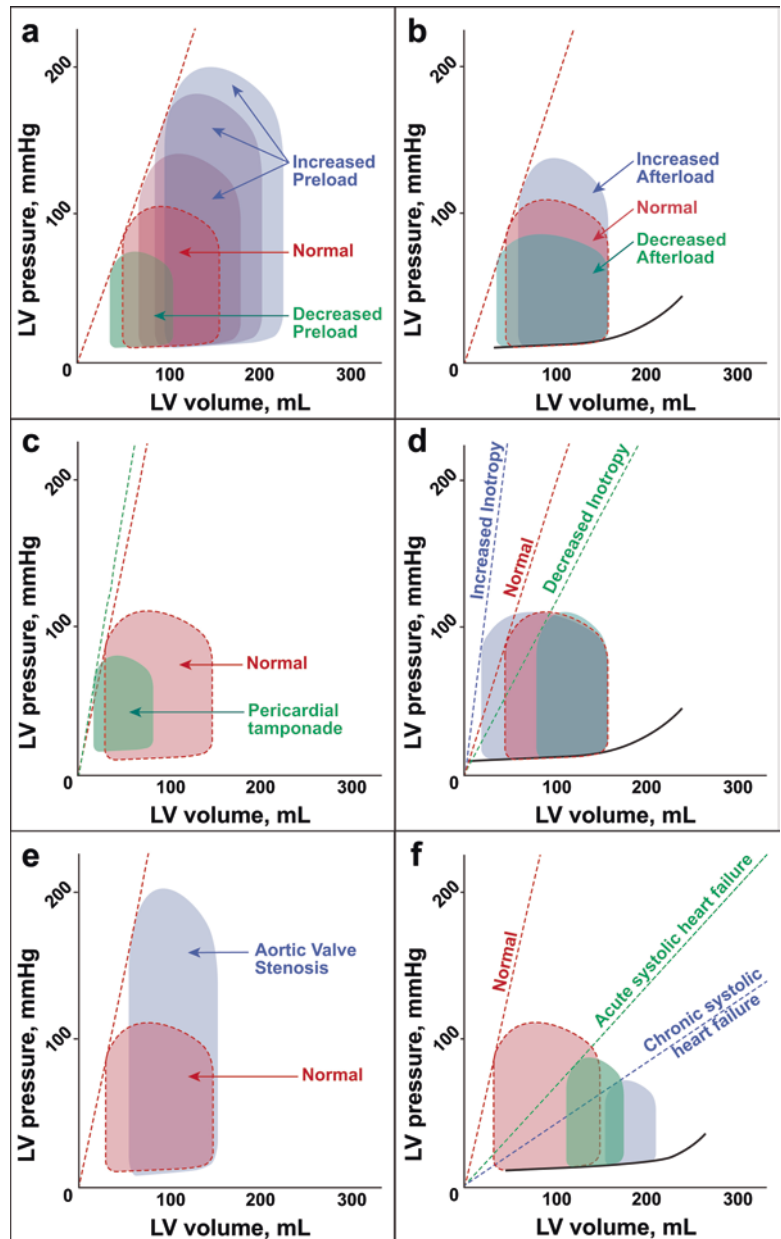 a
LV pressure, mmHg
200
100
0
Increased
Preload
Normal
Decreased
Preload
100
200
300
LV volume, mL
b
LV pressure, mmHg
200
100
0
Increased
Afterload
Normal
Decreased
Afterload
100
200
300
LV volume, mL
c
LV pressure, mmHg
200
100
0
Normal
Pericardial
tamponade
100
200
300
LV volume, mL
d
LV pressure, mmHg
200
100
0
Increased Inotropy
Normal
Decreased Inotropy
100
200
300
LV volume, mL
e
LV pressure, mmHg
200
100
0
Aortic Valve
Stenosis
Normal
100
200
300
LV volume, mL
f
LV pressure, mmHg
200
100
0
Normal
Acute systolic heart failure
Chronic systolic
heart failure
100
200
300
LV volume, mL